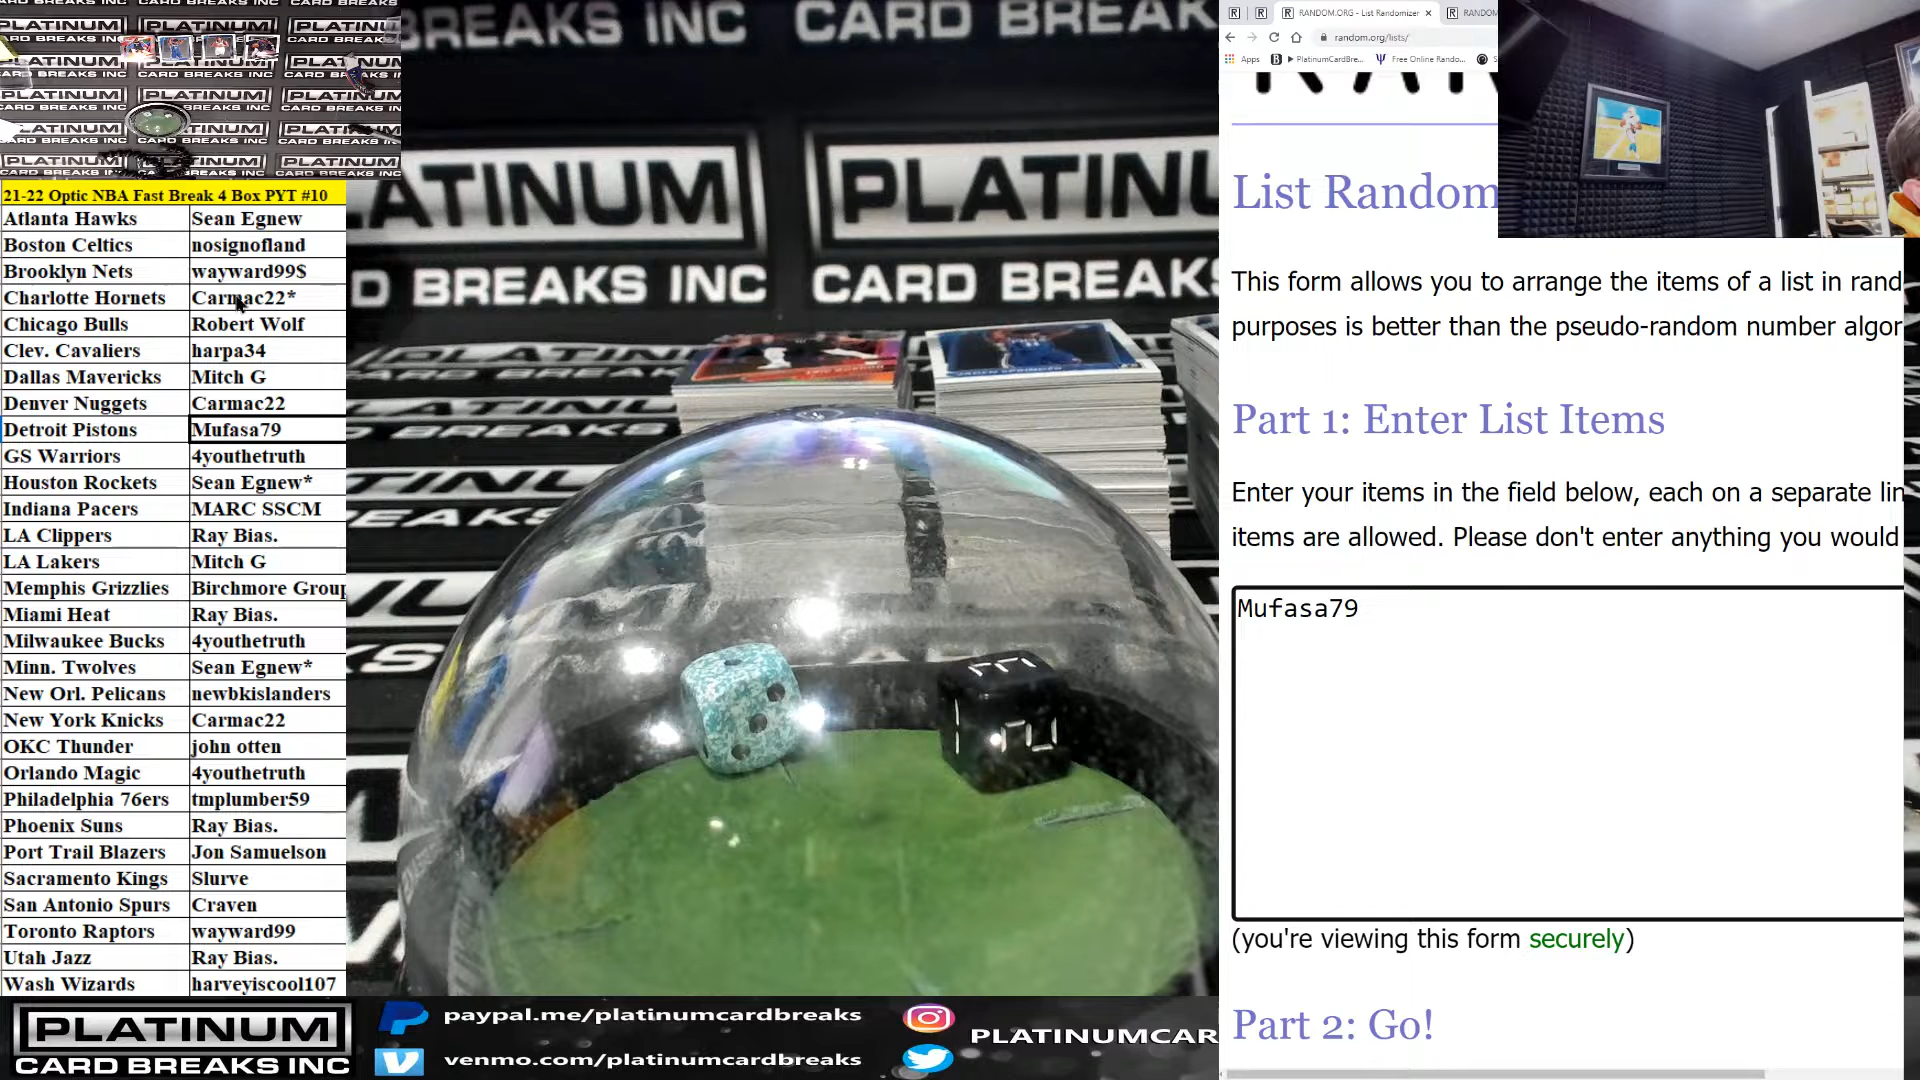 PLATINUM
CARD BREAKS INC
21-22 Optic NBA Fast Break 4 Box PYT #10
Atlanta Hawks Sean Egnew
Boston Celtics nosignofland
Brooklyn Nets wayward99$
Charlotte Hornets Carmac22*
Chicago Bulls Robert Wolf
Clev. Cavaliers harpa34
Dallas Mavericks Mitch G
Denver Nuggets Carmac22
Detroit Pistons Mufasa79
GS Warriors 4youthetruth
Houston Rockets Sean Egnew*
Indiana Pacers MARC SSCM
LA Clippers Ray Bias.
LA Lakers Mitch G
Memphis Grizzlies Birchmore Group
Miami Heat Ray Bias.
Milwaukee Bucks 4youthetruth
Minn. Twolves Sean Egnew*
New Orl. Pelicans newbkislanders
New York Knicks Carmac22
OKC Thunder john otten
Orlando Magic 4youthetruth
Philadelphia 76ers tmplumber59
Phoenix Suns Ray Bias.
Port Trail Blazers Jon Samuelson
Sacramento Kings Slurve
San Antonio Spurs Craven
Toronto Raptors wayward99
Utah Jazz Ray Bias.
Wash Wizards harveyiscool107
PLATINUM
CARD BREAKS INC
paypal.me/platinumcardbreaks
venmo.com/platinumcardbreaks
PLATINUMCAR
BREAKS INC CARD BREAK
LATINUM PLATINU
D BREAKS INC CARD BREAKS
RANDOM.ORG - List Randomizer
RANDOM
random.org/lists/
Apps PlatinumCardBre... Free Online Rando...
List Random
This form allows you to arrange the items of a list in rand
purposes is better than the pseudo-random number algor
Part 1: Enter List Items
Enter your items in the field below, each on a separate lin
items are allowed. Please don't enter anything you would
Mufasa79
(you're viewing this form securely)
Part 2: Go!